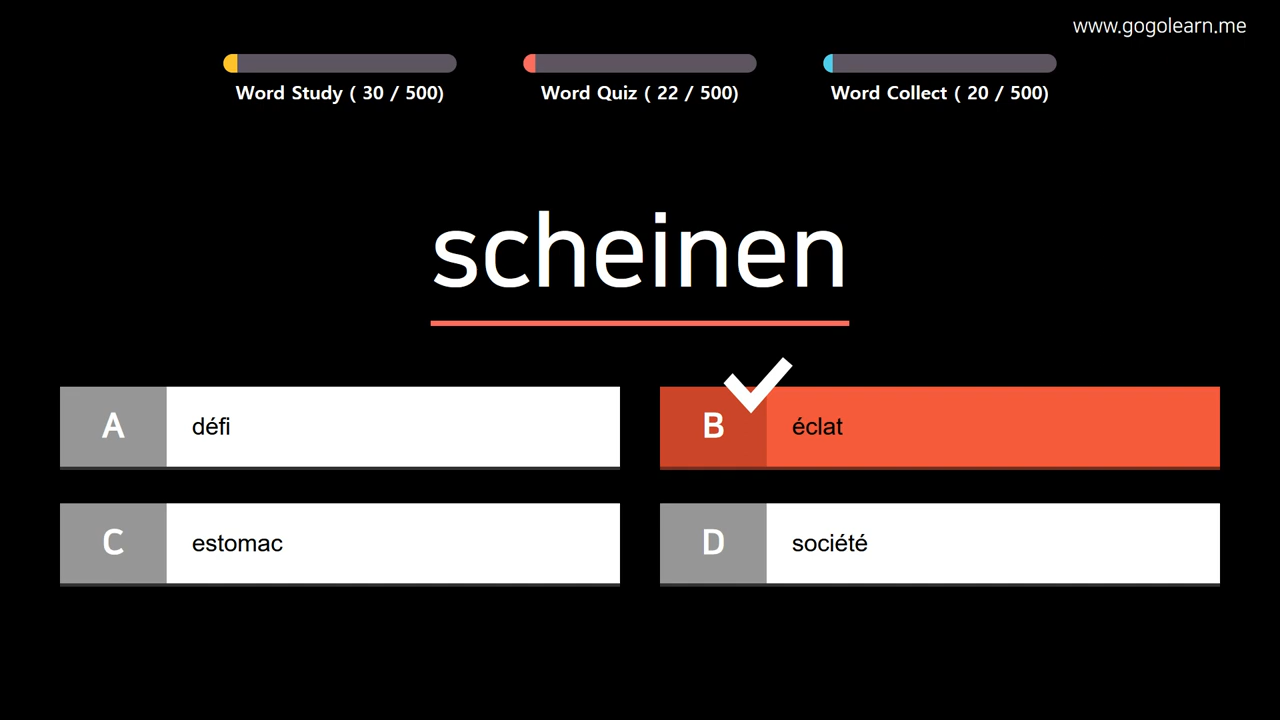 www.gogolearn.me
Word Study ( 30 / 500)
Word Quiz ( 22 / 500)
Word Collect ( 20 / 500)
scheinen
A
défi
B
éclat
C
estomac
D
société